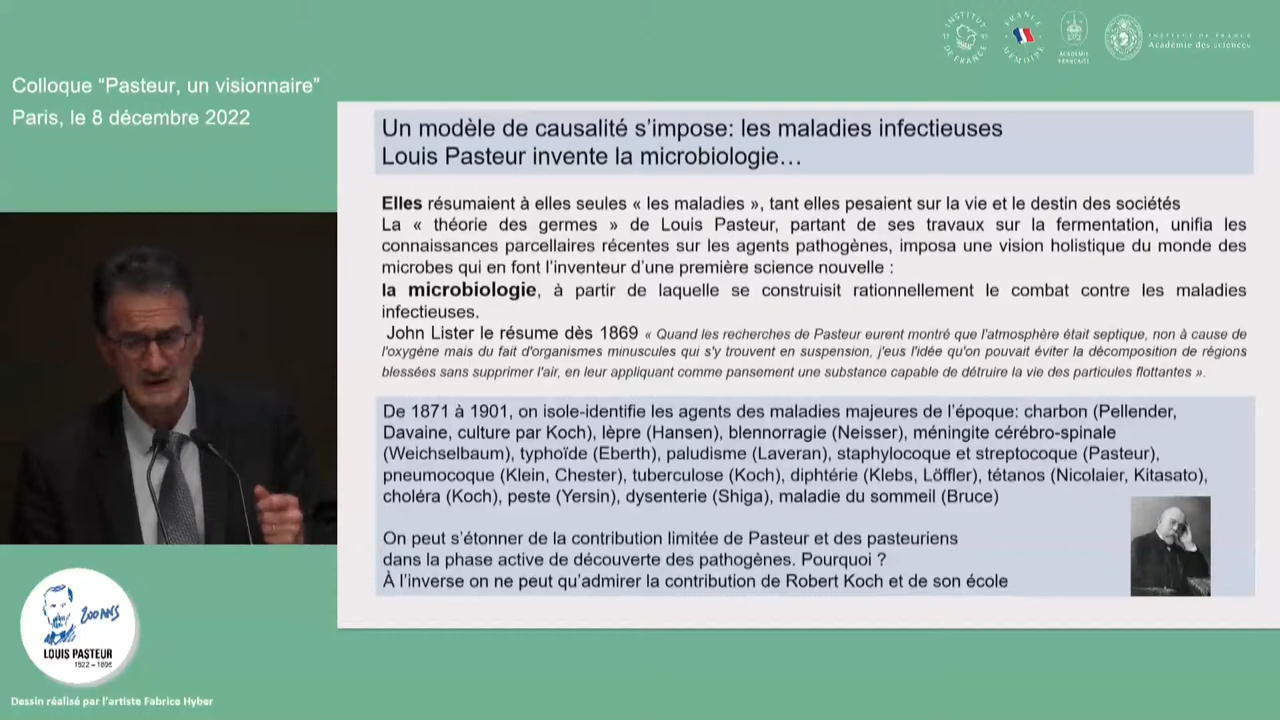 INSTITUT
DE FRANCE
FRANCE
MÉMOIRE
ACADÉMIE
FRANÇAISE
INSTITUT DE FRANCE
Académie des sciences
Colloque “Pasteur, un visionnaire”
Paris, le 8 décembre 2022
Un modèle de causalité s’impose: les maladies infectieuses
Louis Pasteur invente la microbiologie…
Elles résumaient à elles seules « les maladies », tant elles pesaient sur la vie et le destin des sociétés
La « théorie des germes » de Louis Pasteur, partant de ses travaux sur la fermentation, unifia les
connaissances parcellaires récentes sur les agents pathogènes, imposa une vision holistique du monde des
microbes qui en font l’inventeur d’une première science nouvelle :
la microbiologie, à partir de laquelle se construisit rationnellement le combat contre les maladies
infectieuses.
John Lister le résume dès 1869 « Quand les recherches de Pasteur eurent montré que l'atmosphère était septique, non à cause de
l'oxygène mais du fait d'organismes minuscules qui s'y trouvent en suspension, j'eus l'idée qu'on pouvait éviter la décomposition de régions
blessées sans supprimer l'air, en leur appliquant comme pansement une substance capable de détruire la vie des particules flottantes ».
De 1871 à 1901, on isole-identifie les agents des maladies majeures de l’époque: charbon (Pellender,
Davaine, culture par Koch), lèpre (Hansen), blennorragie (Neisser), méningite cérébro-spinale
(Weichselbaum), typhoïde (Eberth), paludisme (Laveran), staphylocoque et streptocoque (Pasteur),
pneumocoque (Klein, Chester), tuberculose (Koch), diphtérie (Klebs, Löffler), tétanos (Nicolaier, Kitasato),
choléra (Koch), peste (Yersin), dysenterie (Shiga), maladie du sommeil (Bruce)
On peut s’étonner de la contribution limitée de Pasteur et des pasteuriens
dans la phase active de découverte des pathogènes. Pourquoi ?
À l’inverse on ne peut qu’admirer la contribution de Robert Koch et de son école
200 ANS
LOUIS PASTEUR
1822 – 1895
Dessin réalisé par l’artiste Fabrice Hyber